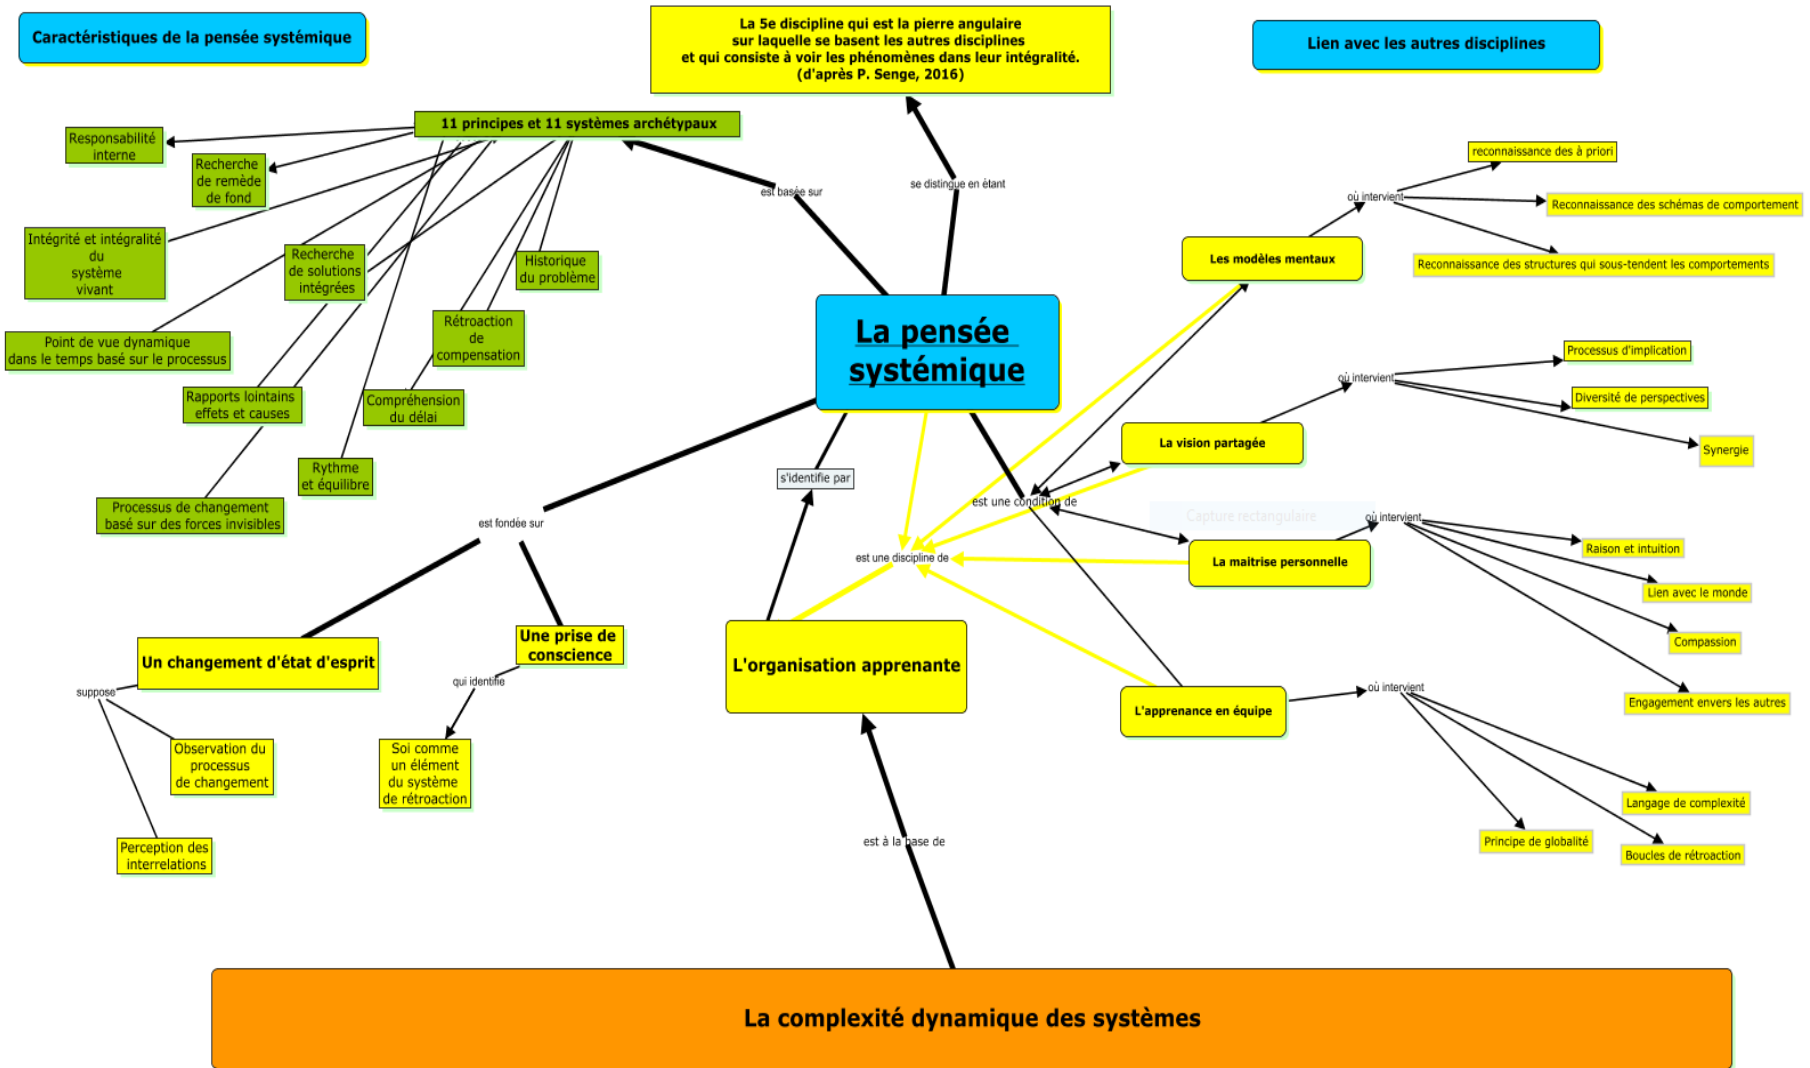 Caractéristiques de la pensée systémique
La 5e discipline qui est la pierre angulaire
sur laquelle se basent les autres disciplines
et qui consiste à voir les phénomènes dans leur intégralité.
(d'après P. Senge, 2016)
Lien avec les autres disciplines
11 principes et 11 systèmes archétypaux
Responsabilité
interne
Recherche
de remède
de fond
Intégrité et intégralité
du
système
vivant
Recherche
de solutions
intégrées
Historique
du problème
Point de vue dynamique
dans le temps basé sur le processus
Rétroaction
de
compensation
Rapports lointains
effets et causes
Compréhension
du délai
Rythme
et équilibre
Processus de changement
basé sur des forces invisibles
est basée sur
se distingue en étant
La pensée
systémique
s'identifie par
est une condition de
est une discipline de
est fondée sur
Un changement d'état d'esprit
Une prise de
conscience
suppose
qui identifie
Observation du
processus
de changement
Soi comme
un élément
du système
de rétroaction
Perception des
interrelations
L'organisation apprenante
est à la base de
Les modèles mentaux
où intervient
reconnaissance des à priori
Reconnaissance des schémas de comportement
Reconnaissance des structures qui sous-tendent les comportements
La vision partagée
où intervient
Processus d'implication
Diversité de perspectives
Synergie
Capture rectangulaire
La maitrise personnelle
où intervient
Raison et intuition
Lien avec le monde
Compassion
Engagement envers les autres
L'apprenance en équipe
où intervient
Langage de complexité
Principe de globalité
Boucles de rétroaction
La complexité dynamique des systèmes